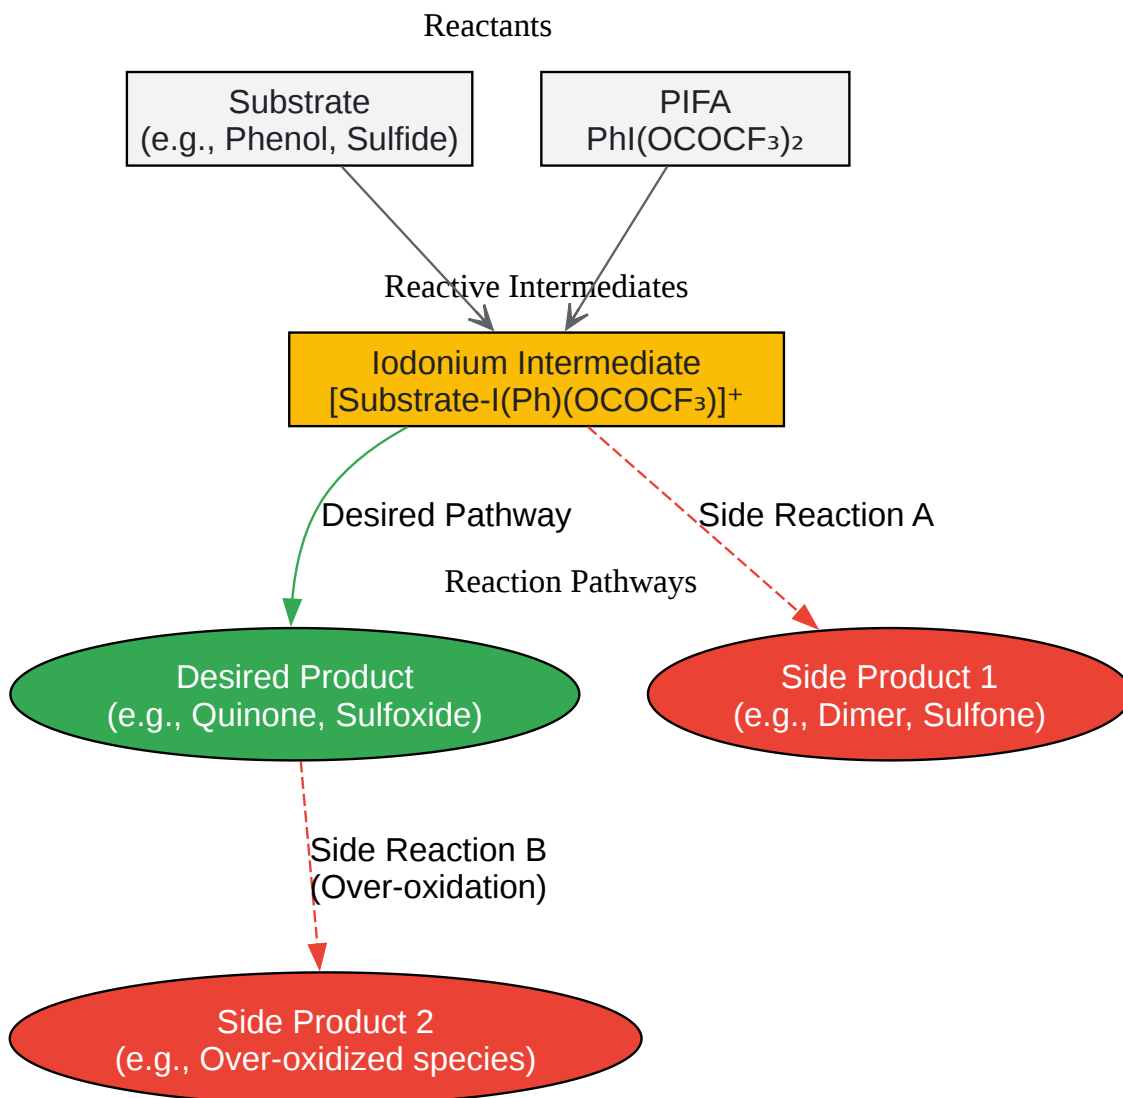 Reactants
Substrate
(e.g., Phenol, Sulfide)
PIFA
PhI(OCOCF₃)₂
Reactive Intermediates
Iodonium Intermediate
[Substrate-I(Ph)(OCOCF₃)]⁺
Desired Pathway
Side Reaction A
Reaction Pathways
Desired Product
(e.g., Quinone, Sulfoxide)
Side Product 1
(e.g., Dimer, Sulfone)
Side Reaction B
(Over-oxidation)
Side Product 2
(e.g., Over-oxidized species)